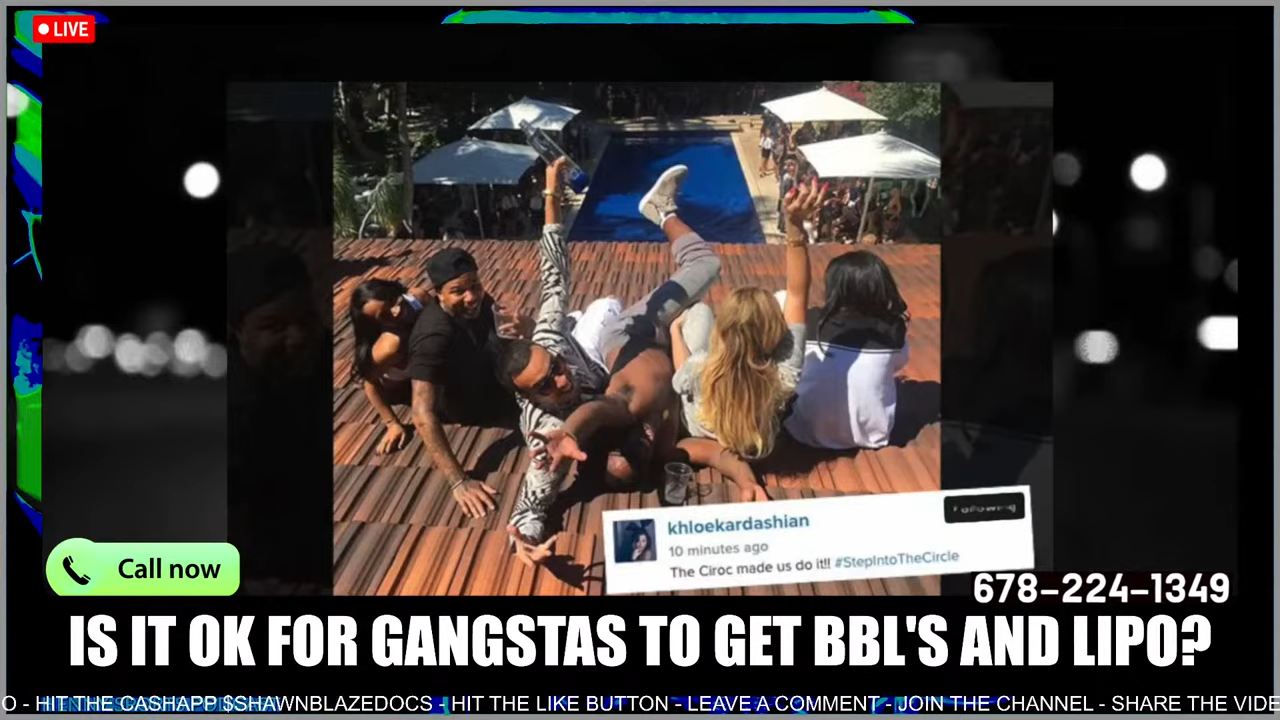 LIVE
khloekardashian
Following
10 minutes ago
The Ciroc made us do it!! #StepIntoTheCircle
Call now
678-224-1349
IS IT OK FOR GANGSTAS TO GET BBL'S AND LIPO?
O - HIT THE CASHAPP $SHAWNBLAZEDOCS - HIT THE LIKE BUTTON - LEAVE A COMMENT - JOIN THE CHANNEL - SHARE THE VIDE